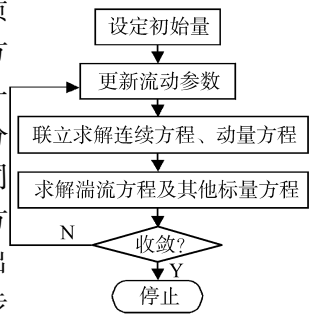 设定初始量
更新流动参数
联立求解连续方程、动量方程
求解湍流方程及其他标量方程
收敛?
N
Y
停止